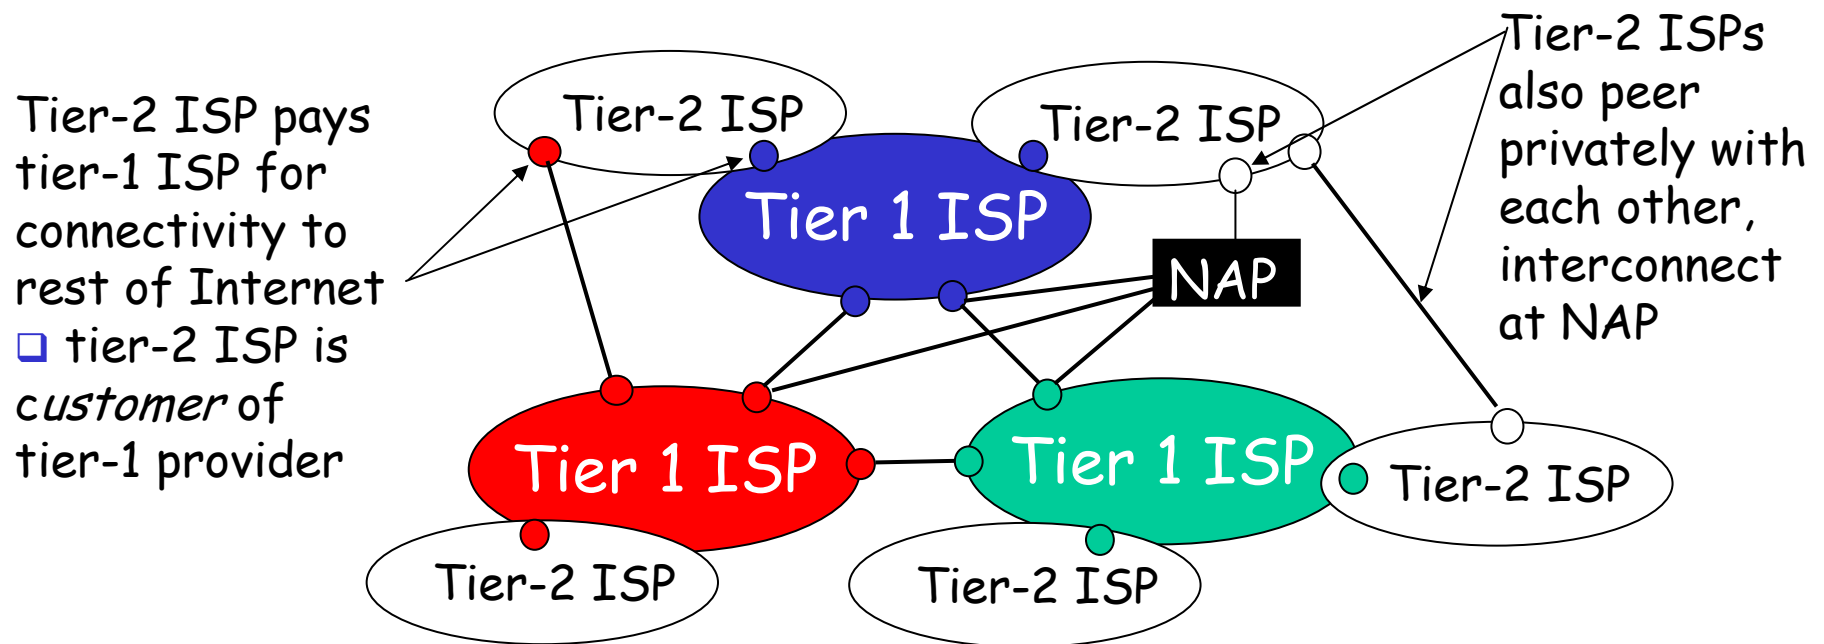 Tier-2 ISP pays
tier-1 ISP for
connectivity to
rest of Internet
❑ tier-2 ISP is
customer of
tier-1 provider
Tier-2 ISP
Tier-2 ISP
Tier-2 ISPs
also peer
privately with
each other,
interconnect
at NAP
Tier 1 ISP
NAP
Tier 1 ISP
Tier 1 ISP
Tier-2 ISP
Tier-2 ISP
Tier-2 ISP